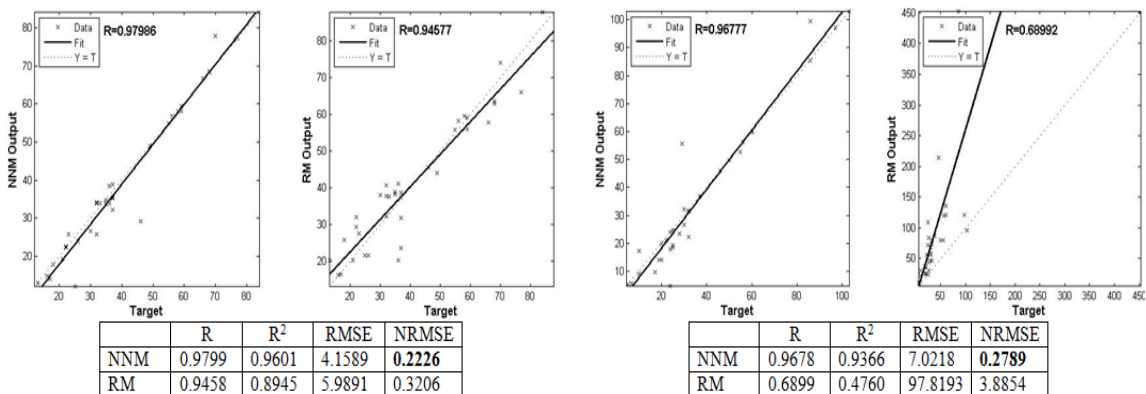 Data
Fit
Y = T
R=0.97986
80
70
60
50
40
30
20
20 30 40 50 60 70 80
NNM Output
Target
Data
Fit
Y = T
R=0.94577
80
70
60
50
40
30
20
20 40 60 80
RM Output
Target
Data
Fit
Y = T
R=0.96777
100
90
80
70
60
50
40
30
20
10
20 40 60 80 100
NNM Output
Target
Data
Fit
Y = T
R=0.68992
450
400
350
300
250
200
150
100
50
50 100 150 200 250 300 350 400 450
RM Output
Target
R R² RMSE NRMSE
NNM 0.9799 0.9601 4.1589 0.2226
RM 0.9458 0.8945 5.9891 0.3206
R R² RMSE NRMSE
NNM 0.9678 0.9366 7.0218 0.2789
RM 0.6899 0.4760 97.8193 3.8854